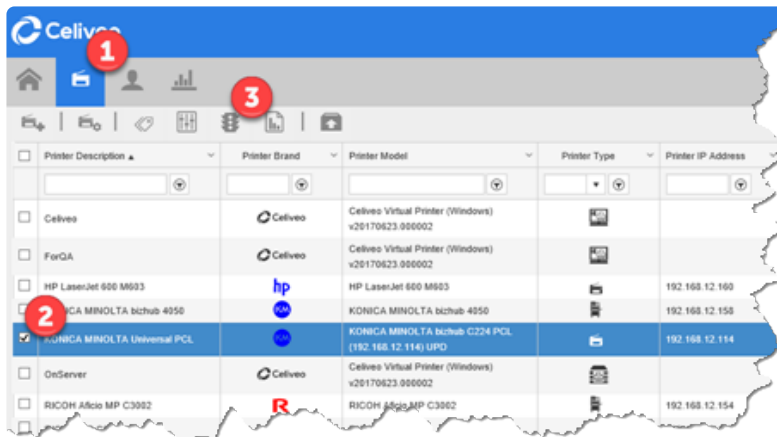 Celiveo
1
3
Printer Description
Printer Brand
Printer Model
Printer Type
Printer IP Address
Celiveo
Celiveo
Celiveo Virtual Printer (Windows)
v20170623.000002
ForQA
Celiveo
Celiveo Virtual Printer (Windows)
v20170623.000002
HP LaserJet 600 M603
hp
HP LaserJet 600 M603
192.168.12.160
2
KONICA MINOLTA bizhub 4050
KM
KONICA MINOLTA bizhub 4050
192.168.12.158
KONICA MINOLTA Universal PCL
KONICA MINOLTA bizhub C224 PCL
(192.168.12.114) UPD
192.168.12.114
OnServer
Celiveo
Celiveo Virtual Printer (Windows)
v20170623.000002
RICOH Aficio MP C3002
R
RICOH Aficio MP C3002
192.168.12.154